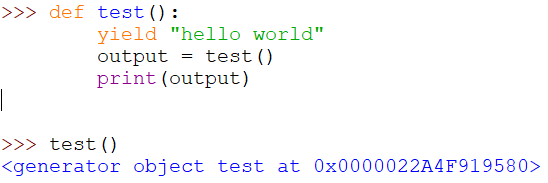 >>> def test():
        yield "hello world"
        output = test()
        print(output)
>>> test()
<generator object test at 0x0000022A4F919580>